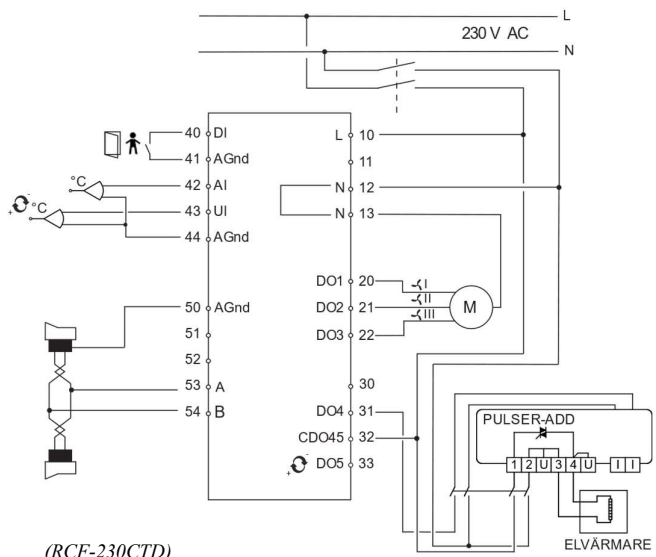 L
230 V AC
N
40 DI
L 10
41 AGnd
11
°C
42 AI
N 12
- + °C
43 UI
N 13
44 AGnd
DO1 20 I
50 AGnd
DO2 21 II
M
51
DO3 22 III
52
53 A
30
54 B
DO4 31
PULSER-ADD
CDO45 32
DO5 33
1 2 U 3 4 U I I
ELVÄRMARE
(RCF-230CTD)